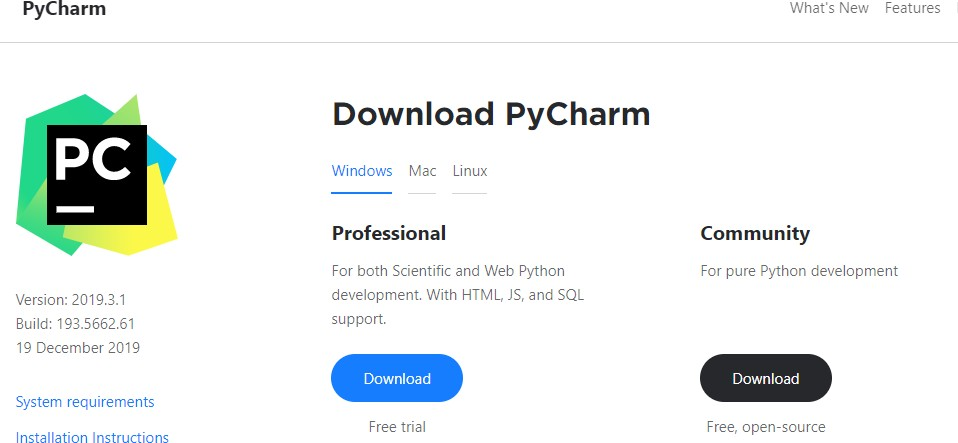 PyCharm
What's New Features
PC
Download PyCharm
Windows Mac Linux
Professional
For both Scientific and Web Python
development. With HTML, JS, and SQL
support.
Download
Free trial
Community
For pure Python development
Download
Free, open-source
Version: 2019.3.1
Build: 193.5662.61
19 December 2019
System requirements
Installation Instructions